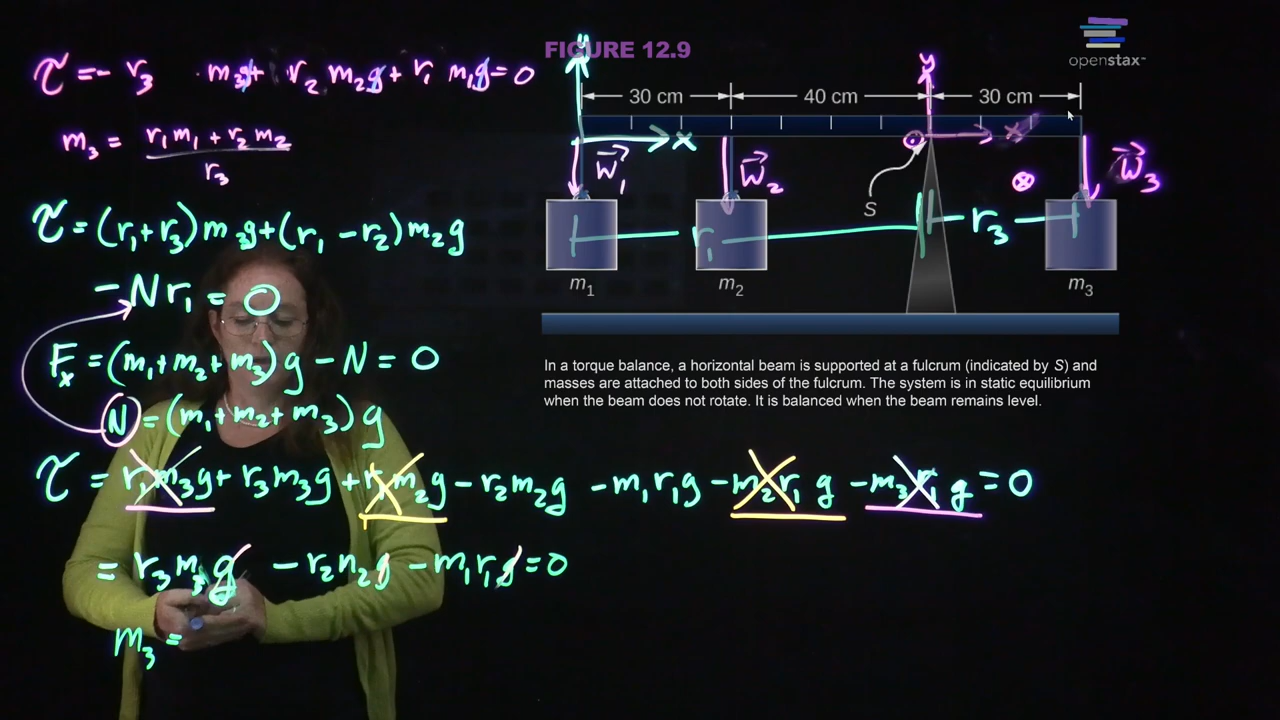 τ = - r₃ m₃g + r₂ m₂g + r₁ m₁g = 0
m₃ = (r₁m₁ + r₂m₂) / r₃
τ = (r₁ + r₃) m₃g + (r₁ - r₂) m₂g
- N r₁ = 0
Fₓ = (m₁ + m₂ + m₃) g - N = 0
N = (m₁ + m₂ + m₃) g
τ = r₁m₃g + r₃m₃g + r₁m₂g - r₂m₂g - m₁r₁g - m₂r₁g - m₃r₁g = 0
= r₃m₃g - r₂m₂g - m₁r₁g = 0
m₃ =
FIGURE 12.9
openstax
y
y
30 cm
40 cm
30 cm
x
x
W₁
W₂
W₃
S
r₁
r₃
m₁
m₂
m₃
In a torque balance, a horizontal beam is supported at a fulcrum (indicated by S) and
masses are attached to both sides of the fulcrum. The system is in static equilibrium
when the beam does not rotate. It is balanced when the beam remains level.